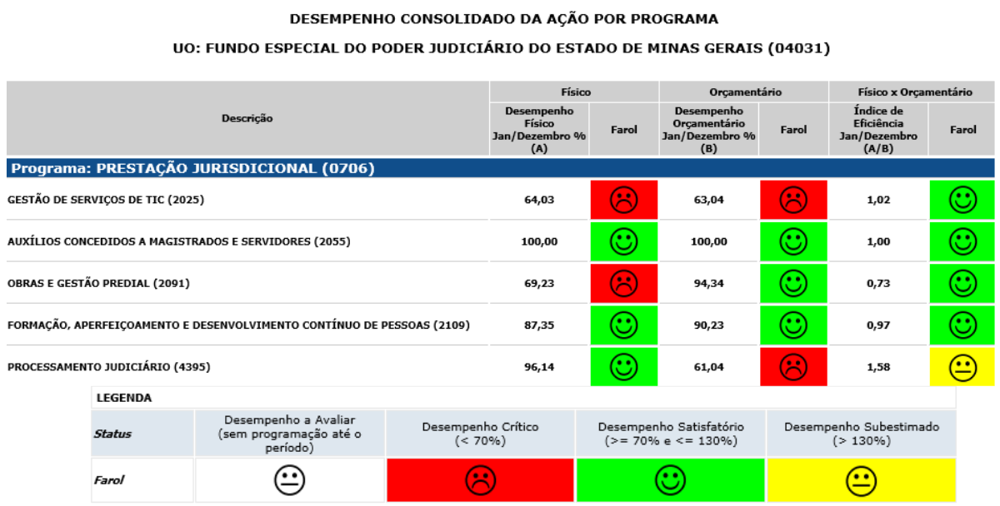 DESEMPENHO CONSOLIDADO DA AÇÃO POR PROGRAMA
UO: FUNDO ESPECIAL DO PODER JUDICIÁRIO DO ESTADO DE MINAS GERAIS (04031)
Descrição
Físico
Orçamentário
Físico x Orçamentário
Desempenho
Físico
Jan/Dezembro %
(A)
Farol
Desempenho
Orçamentário
Jan/Dezembro %
(B)
Farol
Índice de
Eficiência
Jan/Dezembro
(A/B)
Farol
Programa: PRESTAÇÃO JURISDICIONAL (0706)
GESTÃO DE SERVIÇOS DE TIC (2025) 64,03 63,04 1,02
AUXÍLIOS CONCEDIDOS A MAGISTRADOS E SERVIDORES (2055) 100,00 100,00 1,00
OBRAS E GESTÃO PREDIAL (2091) 69,23 94,34 0,73
FORMAÇÃO, APERFEIÇOAMENTO E DESENVOLVIMENTO CONTÍNUO DE PESSOAS (2109) 87,35 90,23 0,97
PROCESSAMENTO JUDICIÁRIO (4395) 96,14 61,04 1,58
LEGENDA
Status
Desempenho a Avaliar
(sem programação até o
período)
Desempenho Crítico
(< 70%)
Desempenho Satisfatório
(>= 70% e <= 130%)
Desempenho Subestimado
(> 130%)
Farol